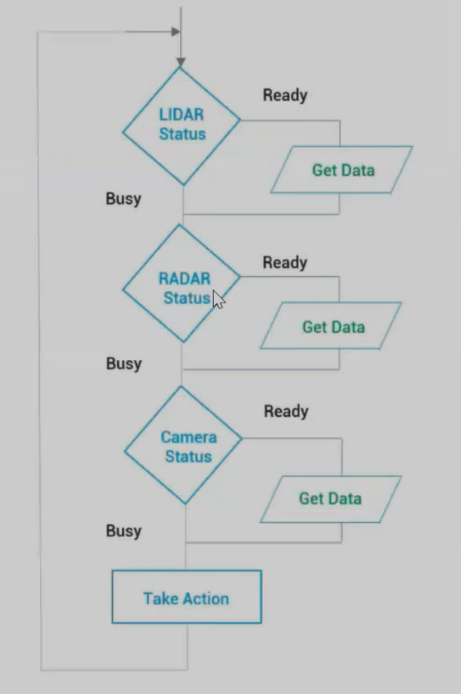 Ready
LIDAR
Status
Get Data
Busy
Ready
RADAR
Status
Get Data
Busy
Ready
Camera
Status
Get Data
Busy
Take Action